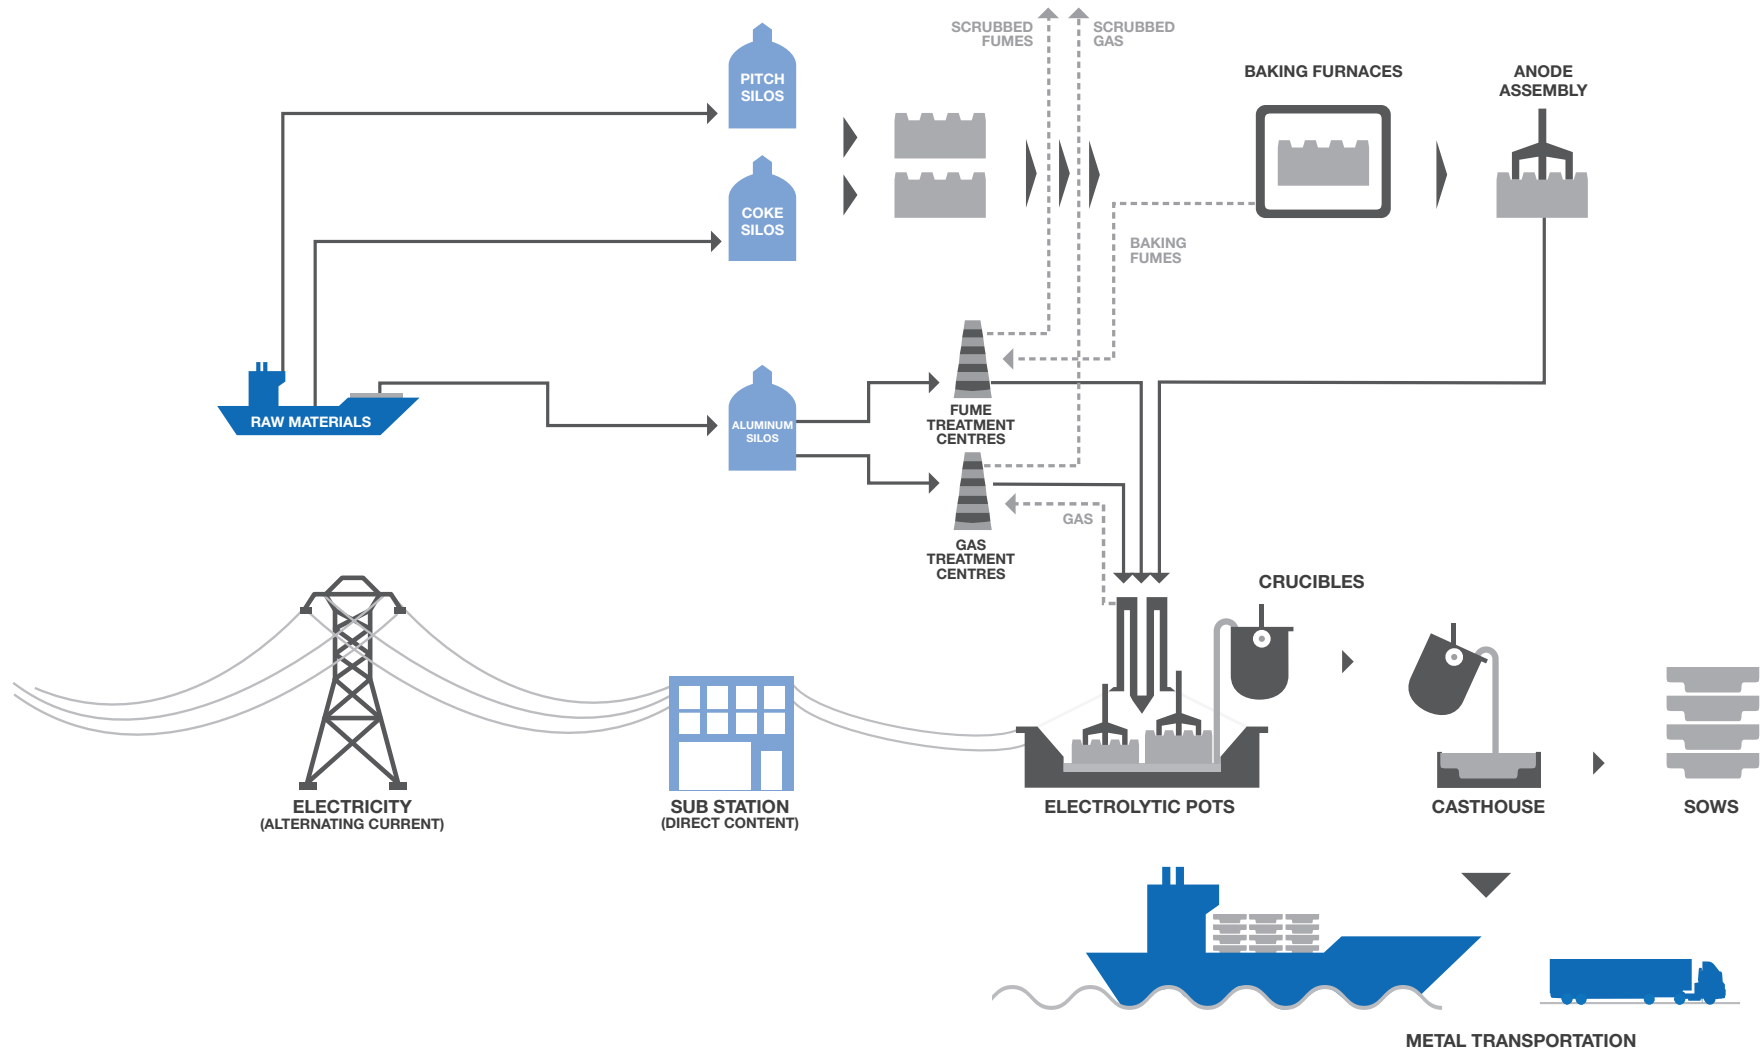 SCRUBBED
FUMES
SCRUBBED
GAS
PITCH
SILOS
BAKING FURNACES
ANODE
ASSEMBLY
COKE
SILOS
BAKING
FUMES
RAW MATERIALS
ALUMINUM
SILOS
FUME
TREATMENT
CENTRES
GAS
GAS
TREATMENT
CENTRES
CRUCIBLES
ELECTRICITY
(ALTERNATING CURRENT)
SUB STATION
(DIRECT CONTENT)
ELECTROLYTIC POTS
CASTHOUSE
SOWS
METAL TRANSPORTATION